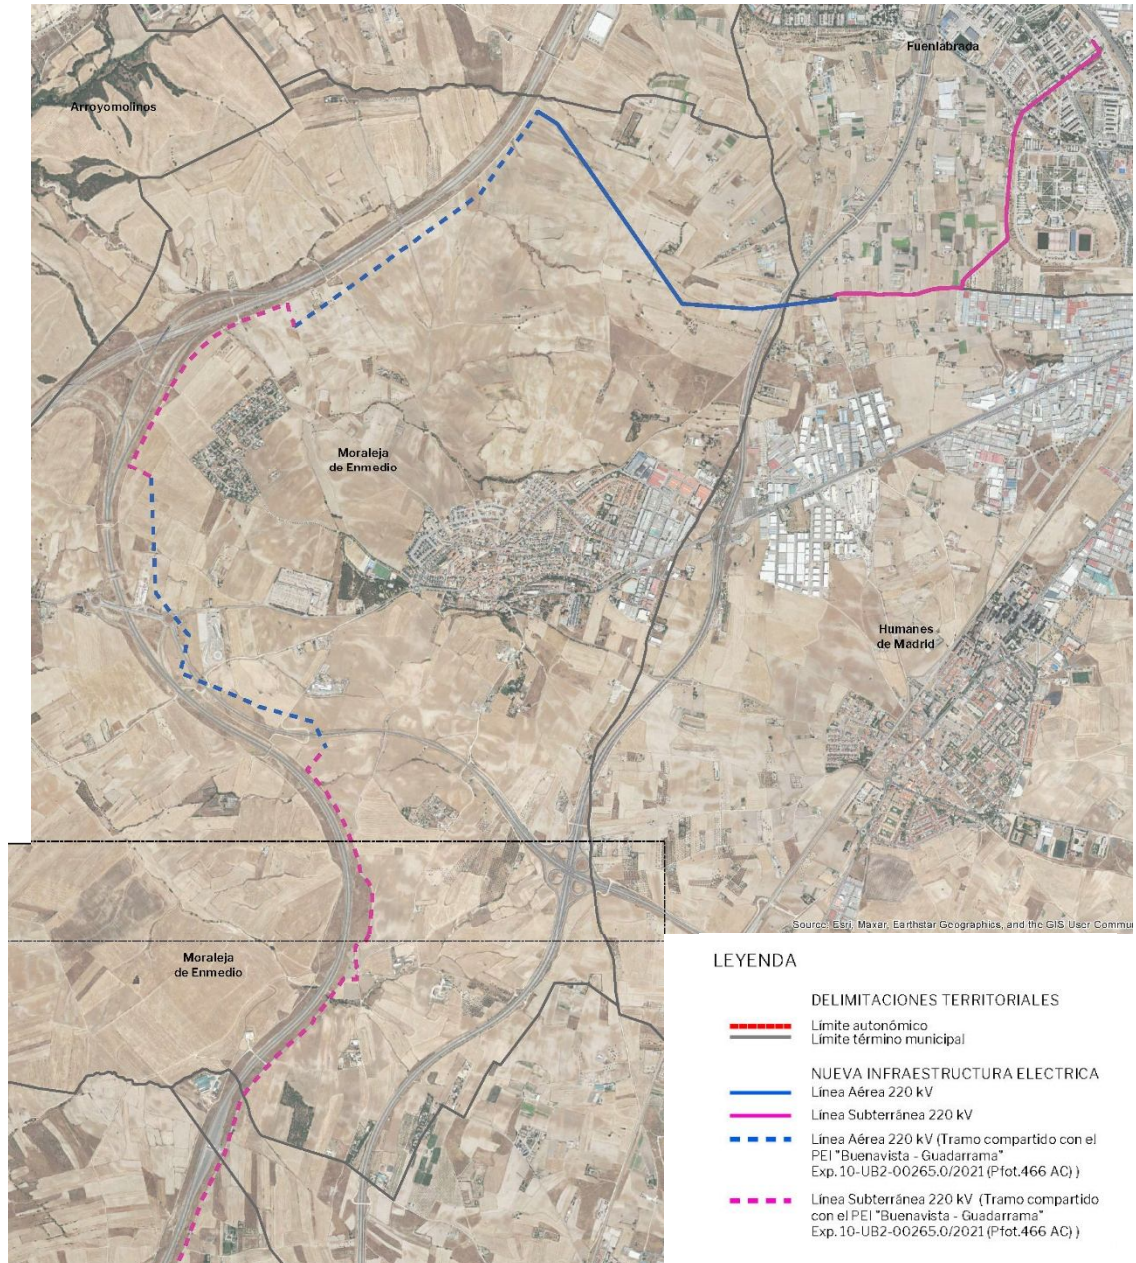 Fuenlabrada
Arroyomolinos
Moraleja
de Enmedio
Humanes
de Madrid
Source: Esri, Maxar, Earthstar Geographics, and the GIS User Commun
Moraleja
de Enmedio
LEYENDA
DELIMITACIONES TERRITORIALES
Límite autonómico
Límite término municipal
NUEVA INFRAESTRUCTURA ELECTRICA
Línea Aérea 220 kV
Línea Subterránea 220 kV
Línea Aérea 220 kV (Tramo compartido con el
PEI "Buenavista - Guadarrama"
Exp. 10-UB2-00265.0/2021 (Pfot.466 AC) )
Línea Subterránea 220 kV (Tramo compartido
con el PEI "Buenavista - Guadarrama"
Exp. 10-UB2-00265.0/2021 (Pfot.466 AC) )